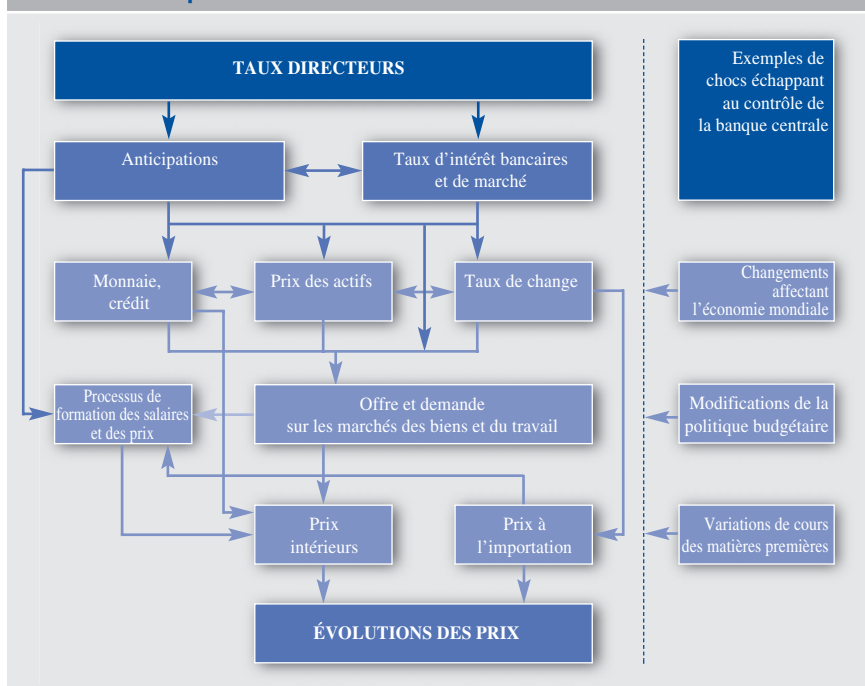 TAUX DIRECTEURS
Exemples de
chocs échappant
au contrôle de
la banque centrale
Anticipations
Taux d’intérêt bancaires
et de marché
Monnaie,
crédit
Prix des actifs
Taux de change
Changements
affectant
l’économie mondiale
Processus de
formation des salaires
et des prix
Offre et demande
sur les marchés des biens et du travail
Modifications de la
politique budgétaire
Prix
intérieurs
Prix à
l’importation
Variations de cours
des matières premières
ÉVOLUTIONS DES PRIX